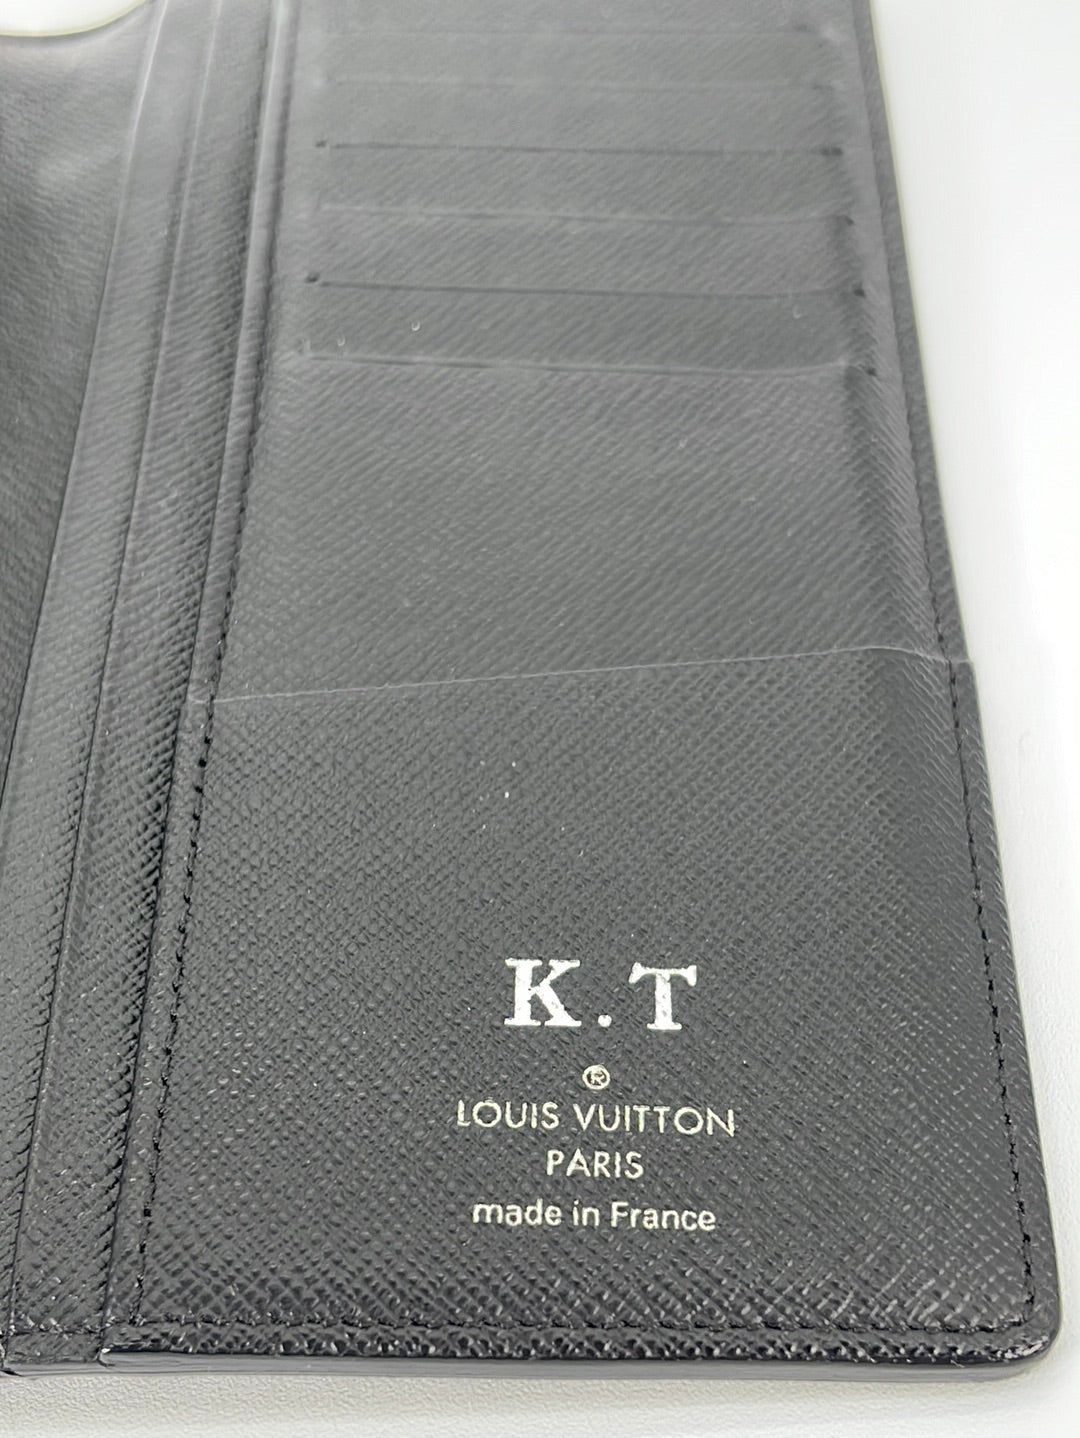 K.T
®
LOUIS VUITTON
PARIS
made in France